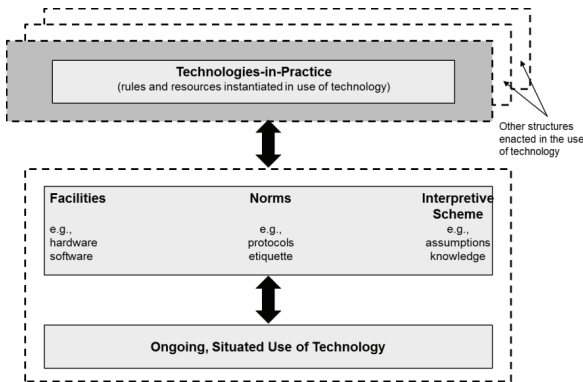 Technologies-in-Practice
(rules and resources instantiated in use of technology)
Other structures
enacted in the use
of technology
Facilities
e.g.,
hardware
software
Norms
e.g.,
protocols
etiquette
Interpretive
Scheme
e.g.,
assumptions
knowledge
Ongoing, Situated Use of Technology